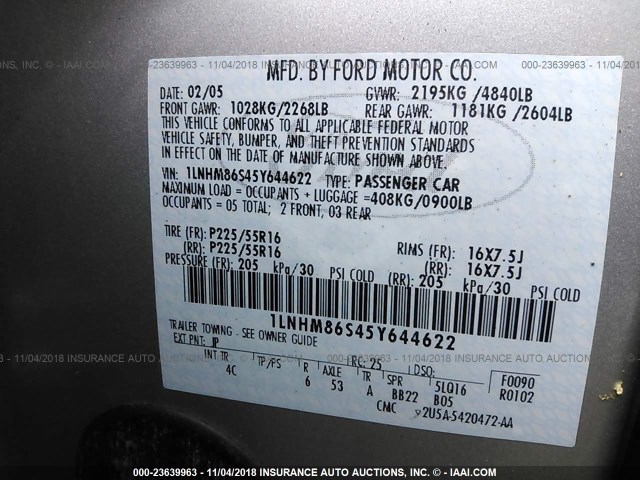 Insurance Auto Auctions, Inc.
000-23639963 - 11/04/2018 INSURANCE AUTO AUCTIONS, INC. - IAAI.COM
MFD. BY FORD MOTOR CO.
DATE: 02/05 GVWR: 2195KG /4840LB
FRONT GAWR: 1028KG/2268LB REAR GAWR: 1181KG /2604LB
THIS VEHICLE CONFORMS TO ALL APPLICABLE FEDERAL MOTOR
VEHICLE SAFETY, BUMPER, AND THEFT PREVENTION STANDARDS
IN EFFECT ON THE DATE OF MANUFACTURE SHOWN ABOVE.
VIN: 1LNHM86S45Y644622 TYPE: PASSENGER CAR
MAXIMUM LOAD = OCCUPANTS + LUGGAGE =408KG/0900LB
OCCUPANTS = 05 TOTAL; 2 FRONT, 03 REAR
TIRE (FR): P225/55R16 RIMS (FR): 16X7.5J
(RR): P225/55R16 (RR): 16X7.5J
PRESSURE (FR): 205 kPa/30 PSI COLD (RR): 205 kPa/30 PSI COLD
1LNHM86S45Y644622
TRAILER TOWING - SEE OWNER GUIDE
EXT PNT: JP RC: 25 DSO: F0090
INT TR TP/PS R AXLE TR SPR 5LQ16 R0102
4C 6 53 A BB22 B05
CMC 2U5A-5420472-AA
000-23639963 - 11/04/2018 INSURANCE AUTO AUCTIONS, INC. - IAAI.COM